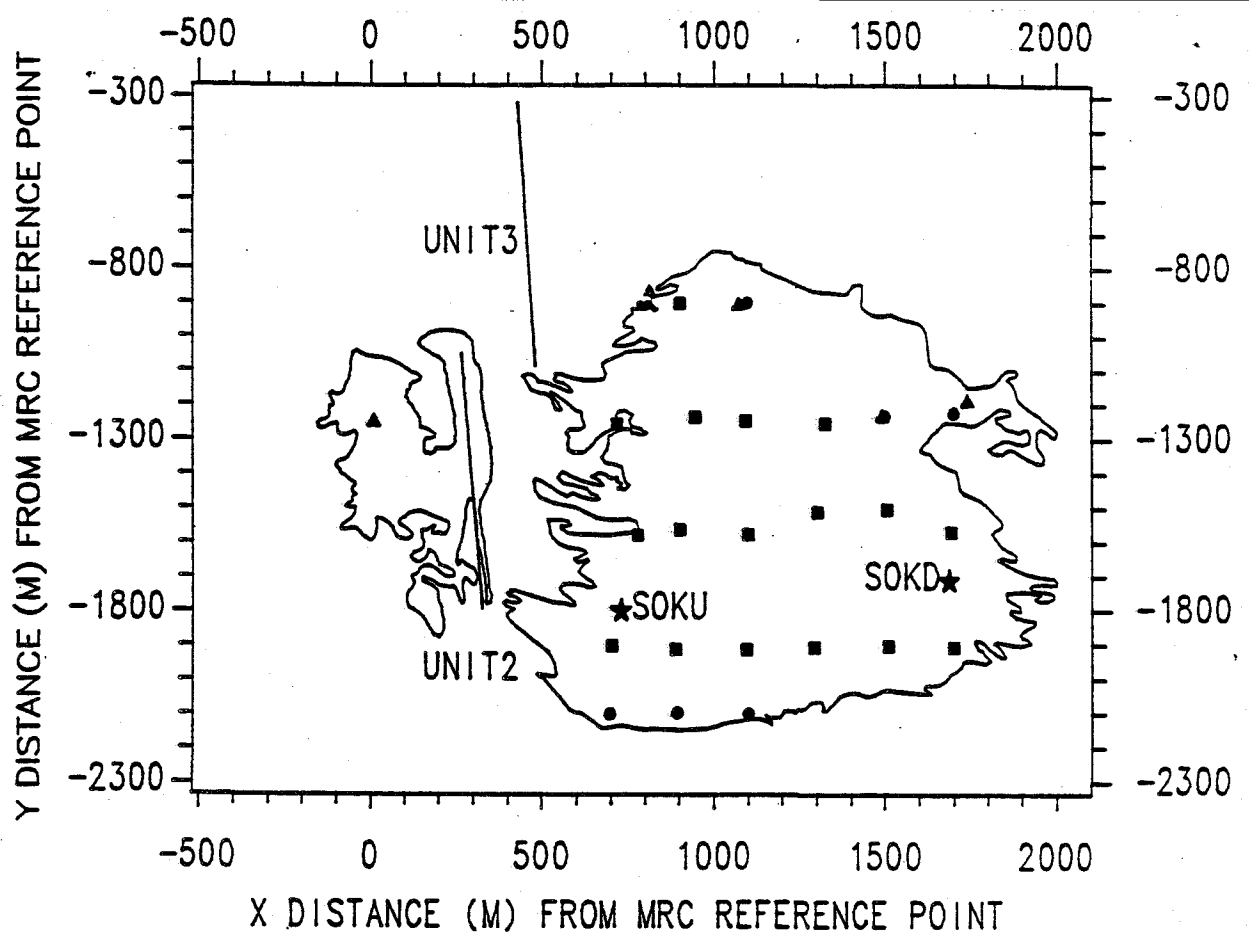 -500 0 500 1000 1500 2000
Y DISTANCE (M) FROM MRC REFERENCE POINT
-300 -300
UNIT3
-800 -800
-1300 -1300
SOKD
SOKU
-1800 -1800
UNIT2
-2300 -2300
-500 0 500 1000 1500 2000
X DISTANCE (M) FROM MRC REFERENCE POINT